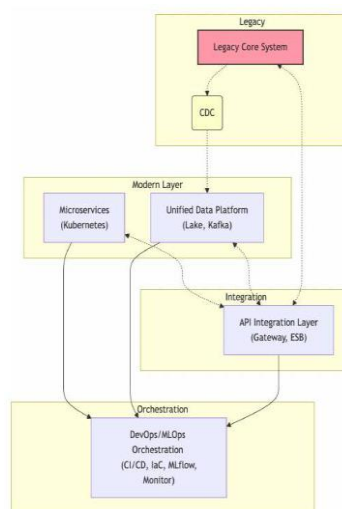 Legacy
Legacy Core System
CDC
Modern Layer
Microservices
(Kubernetes)
Unified Data Platform
(Lake, Kafka)
Integration
API Integration Layer
(Gateway, ESB)
Orchestration
DevOps/MLOps
Orchestration
(CI/CD, IaC, MLflow,
Monitor)